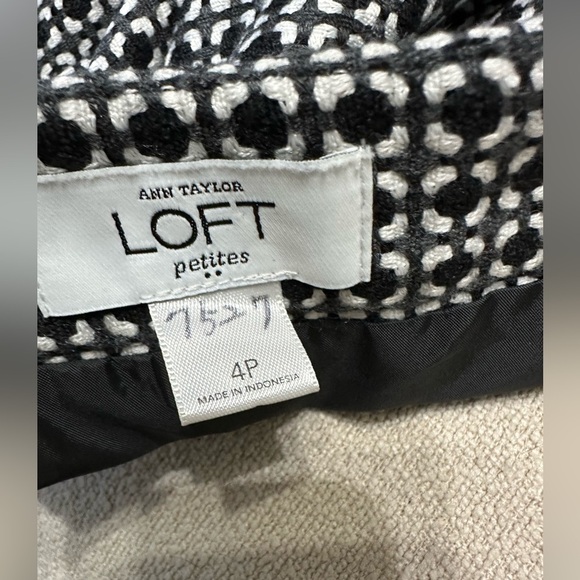 ANN TAYLOR
LOFT
petites
7527
4P
MADE IN INDONESIA